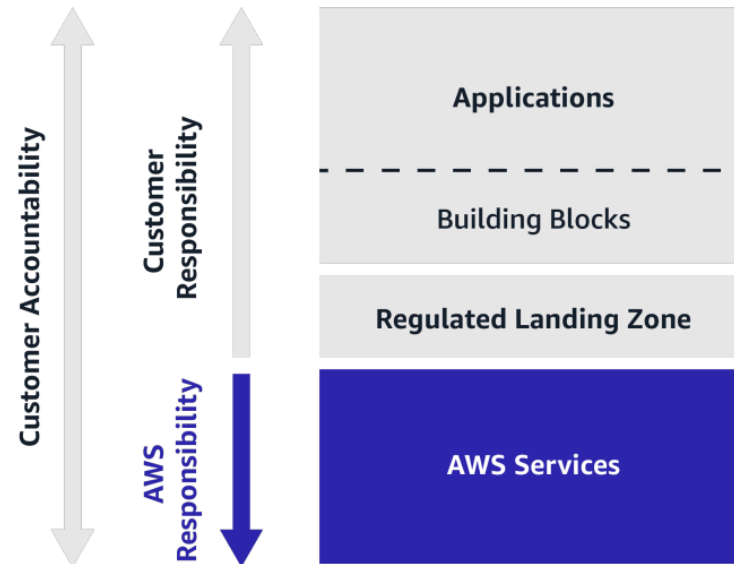 Customer Accountability
Customer
Responsibility
AWS
Responsibility
Applications
Building Blocks
Regulated Landing Zone
AWS Services